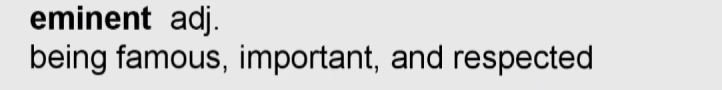 eminent adj.
being famous, important, and respected